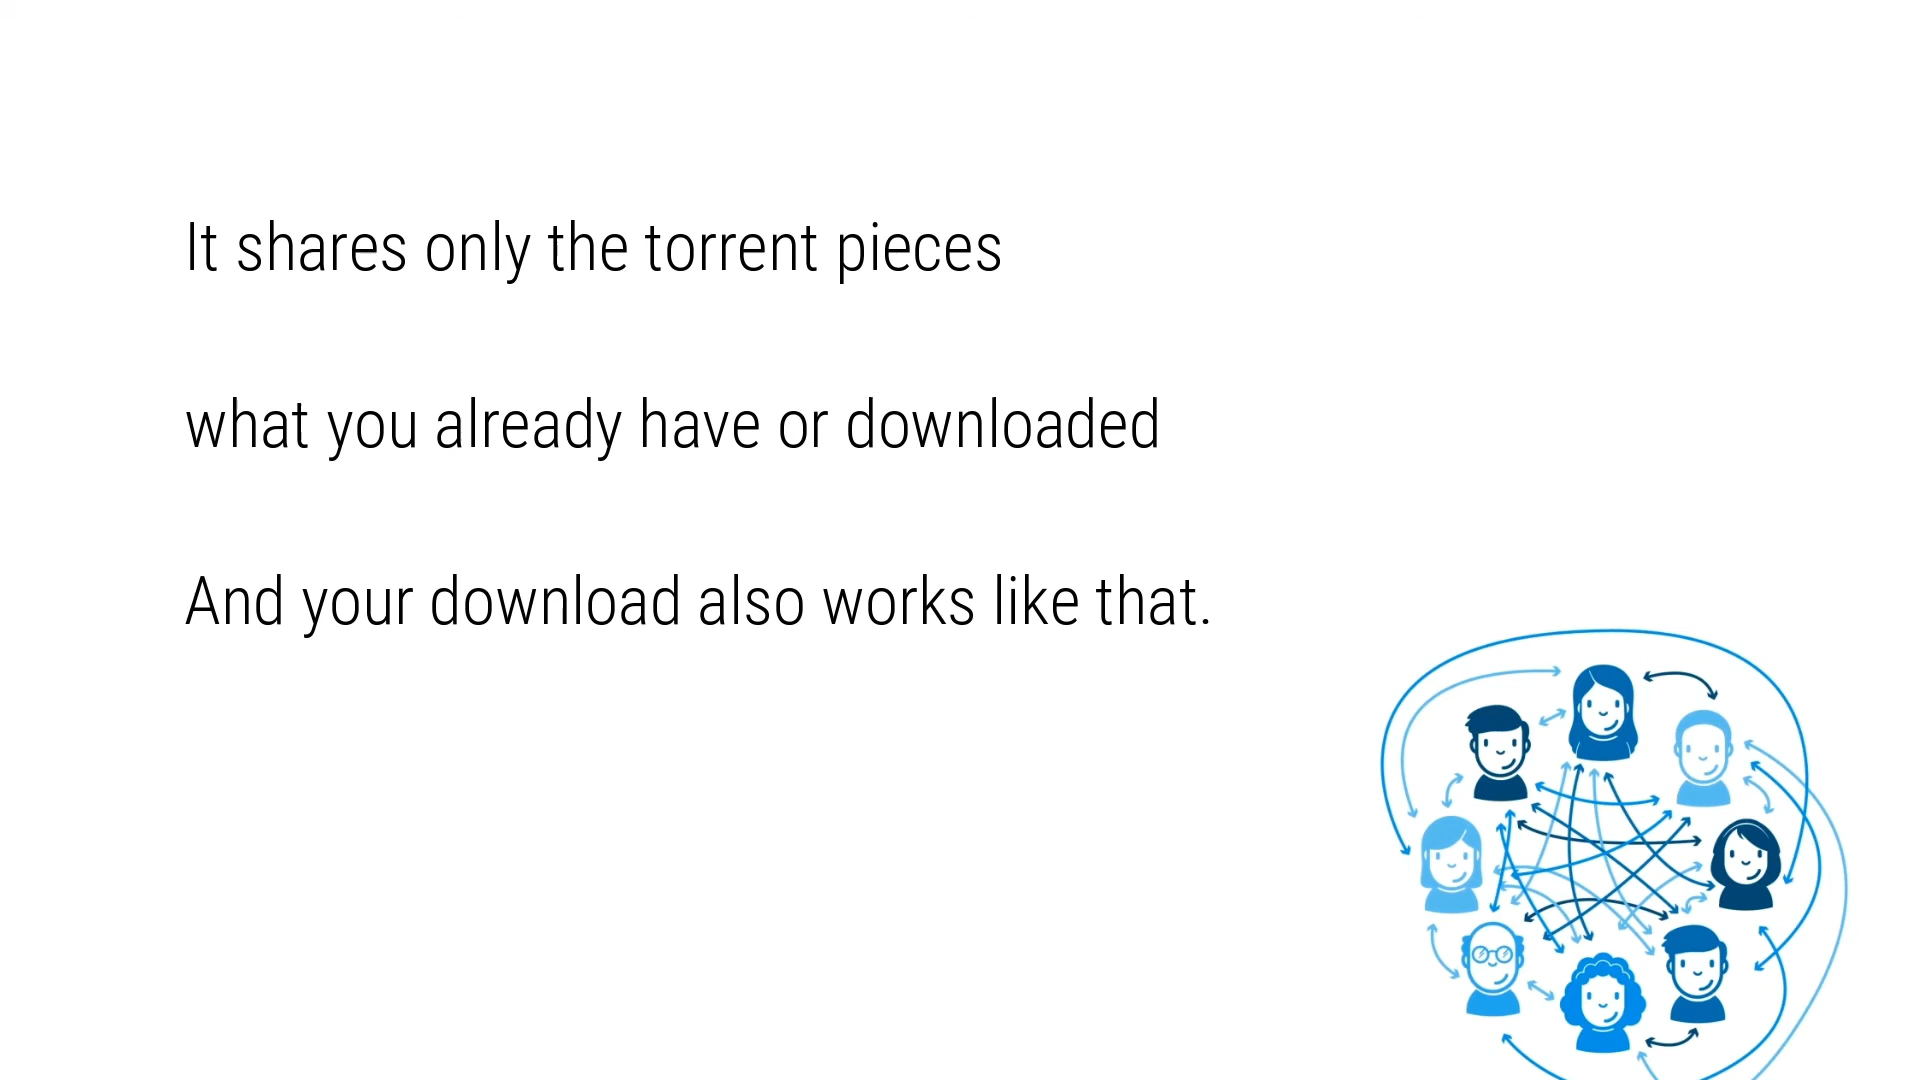 It shares only the torrent pieces
what you already have or downloaded
And your download also works like that.